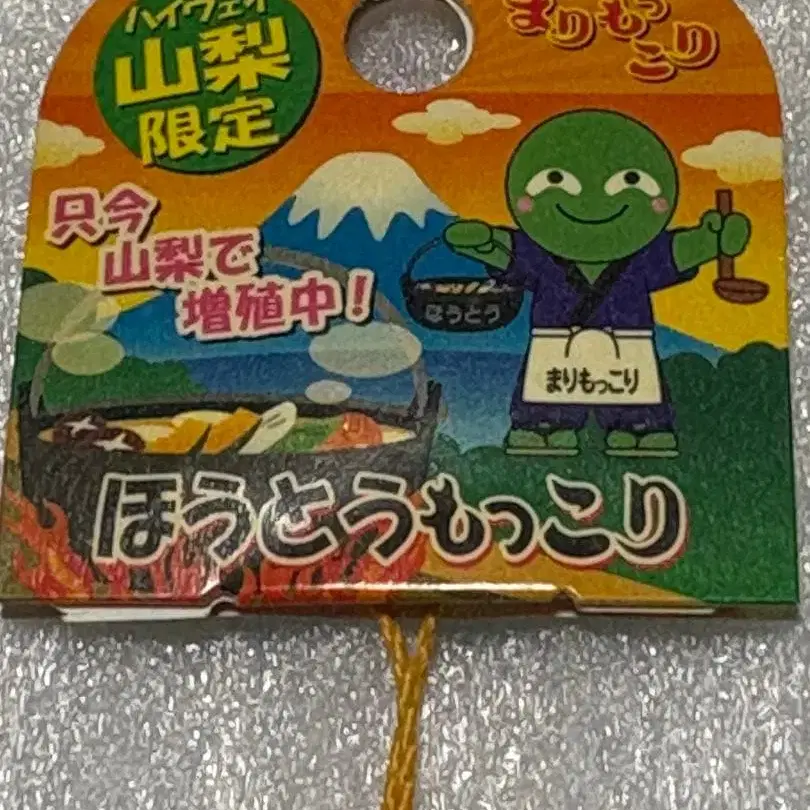 ハイウェイ
山梨
限定
まりもっこり
只今
山梨で
増殖中!
ほうとう
まりもっこり
ほうとうもっこり